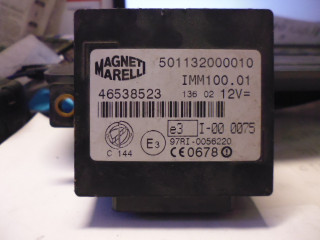 MAGNETI
MARELLI
501132000010
IMM100.01
46538523
136 02 12V=
e3 I-00 0075
E3
97RI-0056220
C 144
CE0678!